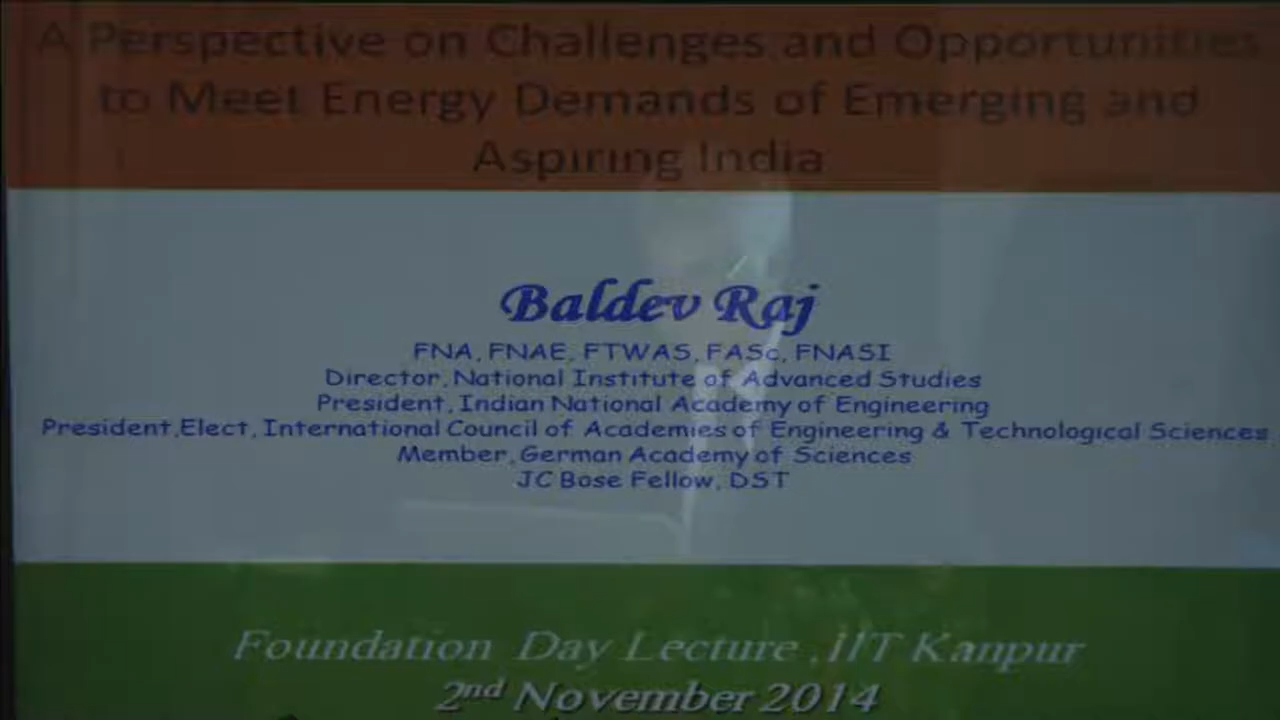 A Perspective on Challenges and Opportunities
to Meet Energy Demands of Emerging and
Aspiring India
Baldev Raj
FNA, FNAE, FTWAS, FASc, FNASI
Director, National Institute of Advanced Studies
President, Indian National Academy of Engineering
President,Elect, International Council of Academies of Engineering & Technological Sciences
Member, German Academy of Sciences
JC Bose Fellow, DST
Foundation Day Lecture ,IIT Kanpur
2nd November 2014